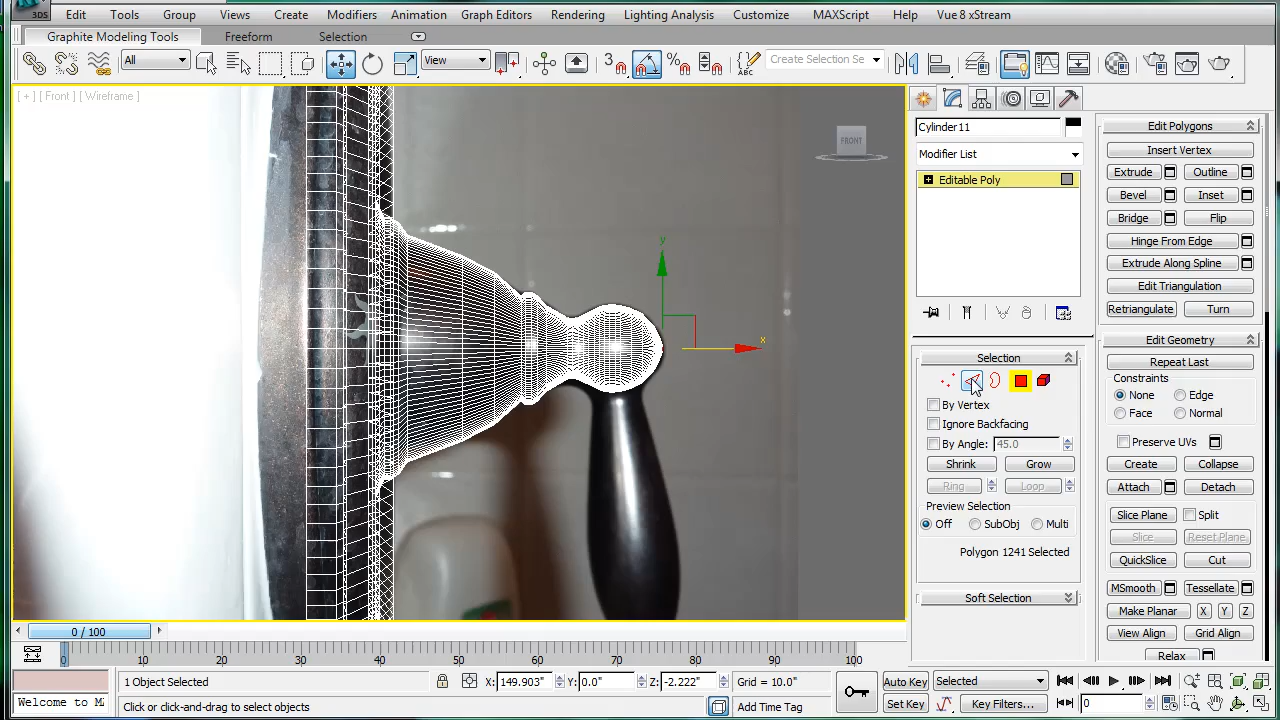 3DS Edit Tools Group Views Create Modifiers Animation Graph Editors Rendering Lighting Analysis Customize MAXScript Help Vue 8 xStream
Graphite Modeling Tools Freeform Selection
All View 3 % ABC Create Selection Se
[ + ] [ Front ] [ Wireframe ]
FRONT
y
x
Cylinder11
Modifier List
Editable Poly
Selection
By Vertex
Ignore Backfacing
By Angle: 45.0
Shrink Grow
Ring Loop
Preview Selection
Off SubObj Multi
Polygon 1241 Selected
Soft Selection
Edit Polygons
Insert Vertex
Extrude Outline
Bevel Inset
Bridge Flip
Hinge From Edge
Extrude Along Spline
Edit Triangulation
Retriangulate Turn
Edit Geometry
Repeat Last
Constraints
None Edge
Face Normal
Preserve UVs
Create Collapse
Attach Detach
Slice Plane Split
Slice Reset Plane
QuickSlice Cut
MSmooth Tessellate
Make Planar X Y Z
View Align Grid Align
Relax
0 / 100
0 10 20 30 40 50 60 70 80 90 100
1 Object Selected X: 149.903" Y: 0.0" Z: -2.222" Grid = 10.0" Auto Key Selected
Welcome to Click or click-and-drag to select objects Add Time Tag Set Key Key Filters... 0